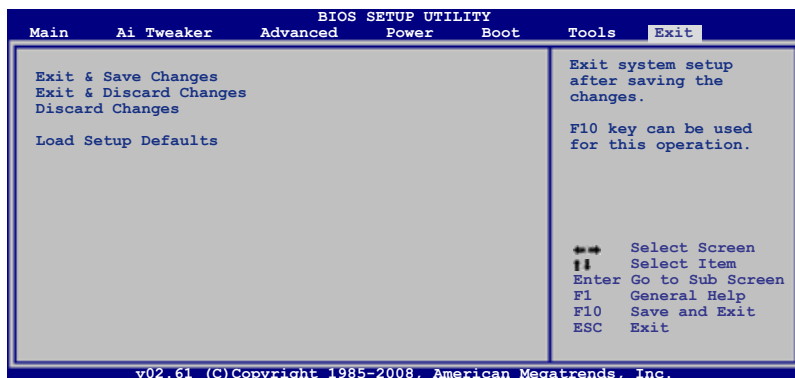 BIOS SETUP UTILITY
Main Ai Tweaker Advanced Power Boot Tools Exit
Exit & Save Changes
Exit & Discard Changes
Discard Changes
Load Setup Defaults
Exit system setup
after saving the
changes.
F10 key can be used
for this operation.
←→ Select Screen
↑↓ Select Item
Enter Go to Sub Screen
F1 General Help
F10 Save and Exit
ESC Exit
v02.61 (C)Copyright 1985-2008, American Megatrends, Inc.